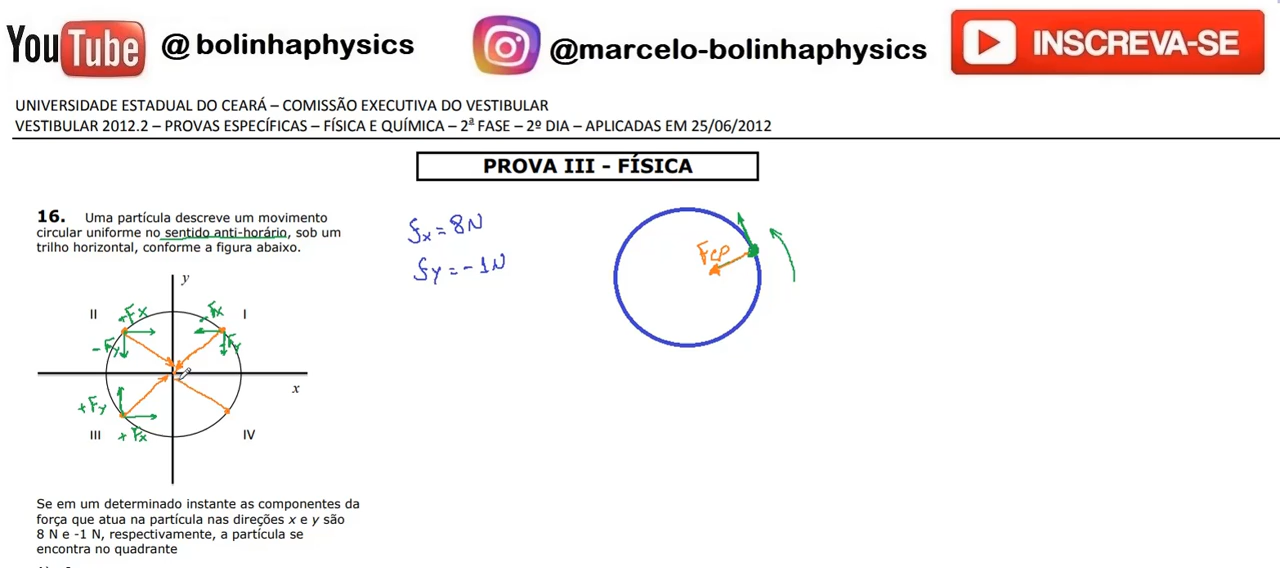 YouTube @bolinhaphysics @marcelo-bolinhaphysics INSCREVA-SE
UNIVERSIDADE ESTADUAL DO CEARÁ – COMISSÃO EXECUTIVA DO VESTIBULAR
VESTIBULAR 2012.2 – PROVAS ESPECÍFICAS – FÍSICA E QUÍMICA – 2ª FASE – 2º DIA – APLICADAS EM 25/06/2012
PROVA III - FÍSICA
16. Uma partícula descreve um movimento
circular uniforme no sentido anti-horário, sob um
trilho horizontal, conforme a figura abaixo.
y
II
+Fx
-Fx
I
-Fy
Fy
x
+Fy
III
+Fx
IV
Se em um determinado instante as componentes da
força que atua na partícula nas direções x e y são
8 N e -1 N, respectivamente, a partícula se
encontra no quadrante
Fx = 8N
Fy = -1N
FCP